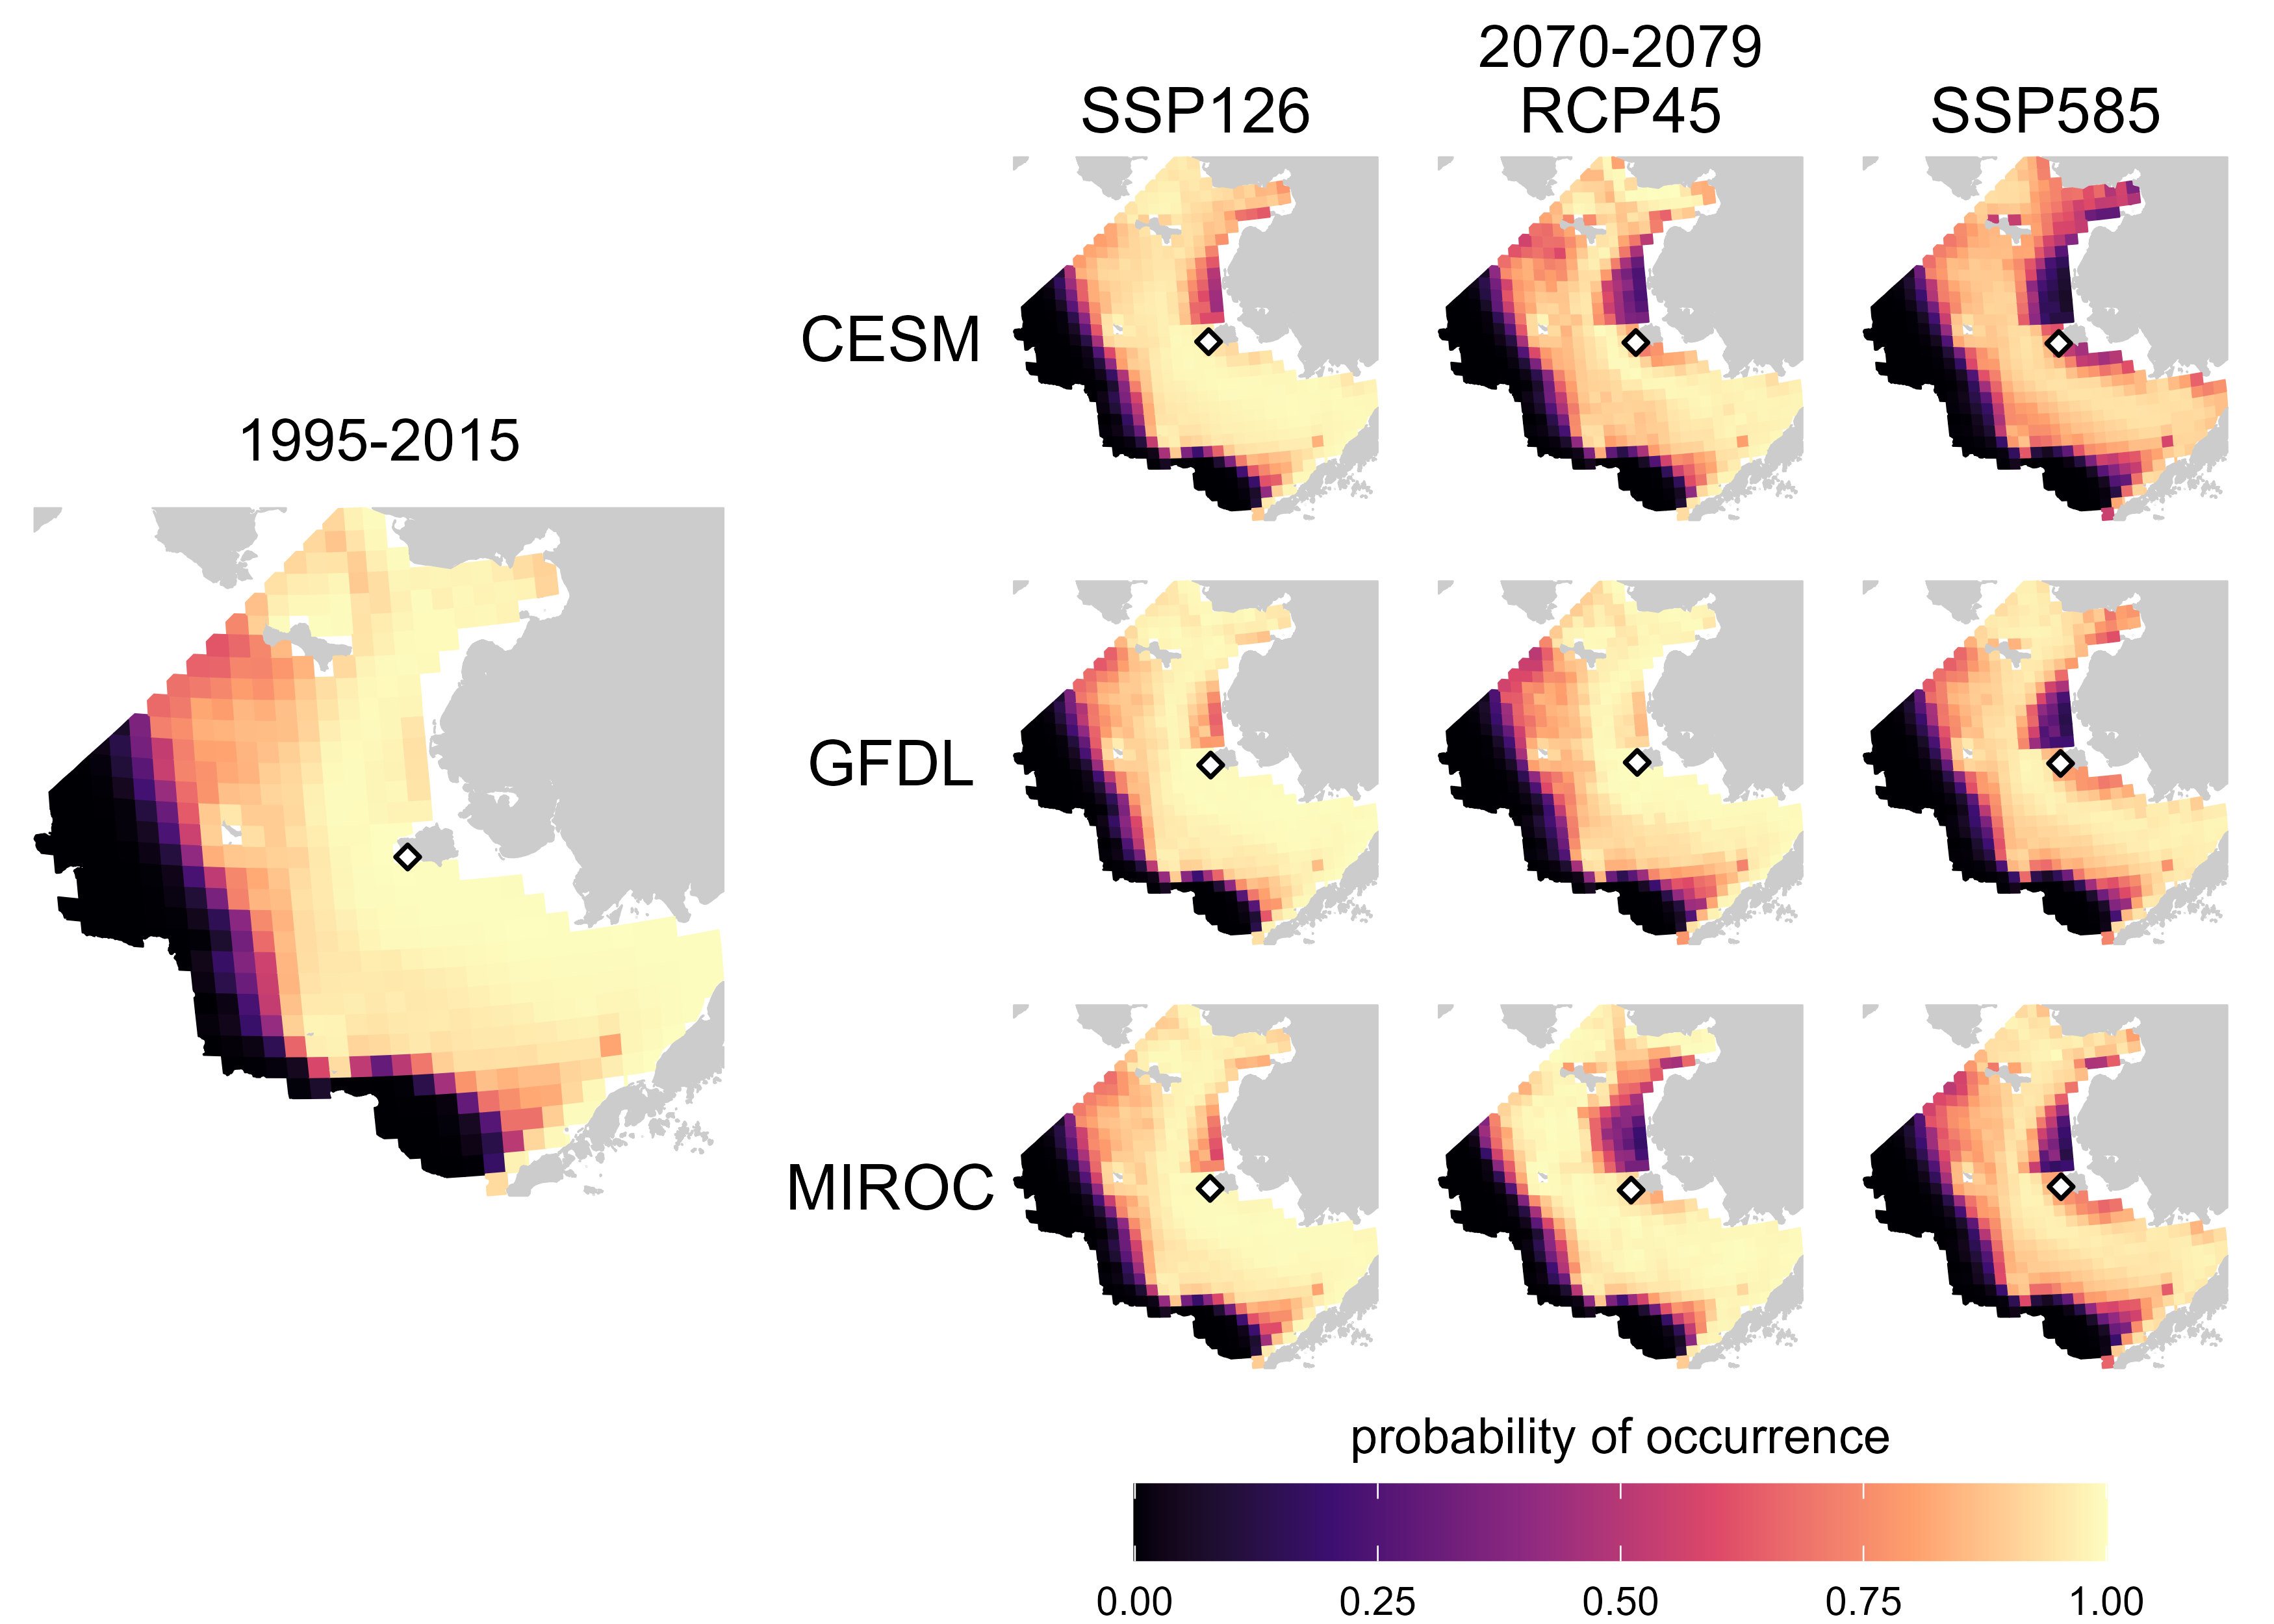 2070-2079
SSP126 RCP45 SSP585
CESM
1995-2015
GFDL
MIROC
probability of occurrence
0.00 0.25 0.50 0.75 1.00